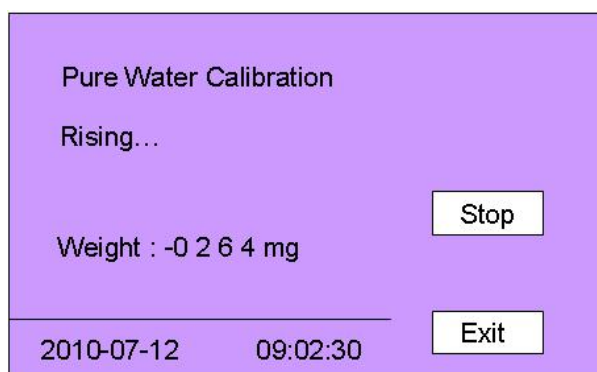 Pure Water Calibration
Rising...
Stop
Weight : -0 2 6 4 mg
Exit
2010-07-12 09:02:30